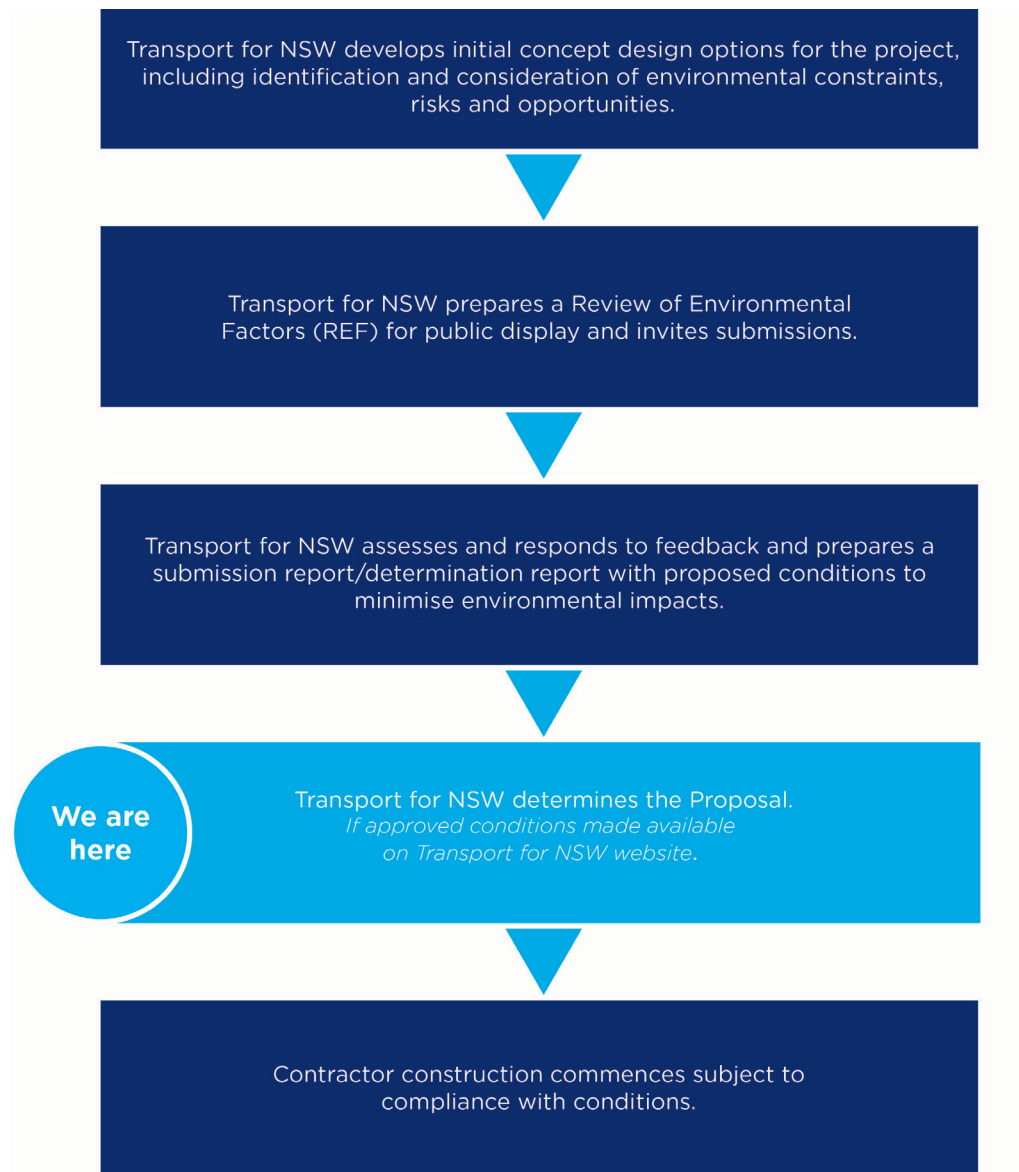 Transport for NSW develops initial concept design options for the project,
including identification and consideration of environmental constraints,
risks and opportunities.
Transport for NSW prepares a Review of Environmental
Factors (REF) for public display and invites submissions.
Transport for NSW assesses and responds to feedback and prepares a
submission report/determination report with proposed conditions to
minimise environmental impacts.
We are
here
Transport for NSW determines the Proposal.
If approved conditions made available
on Transport for NSW website.
Contractor construction commences subject to
compliance with conditions.